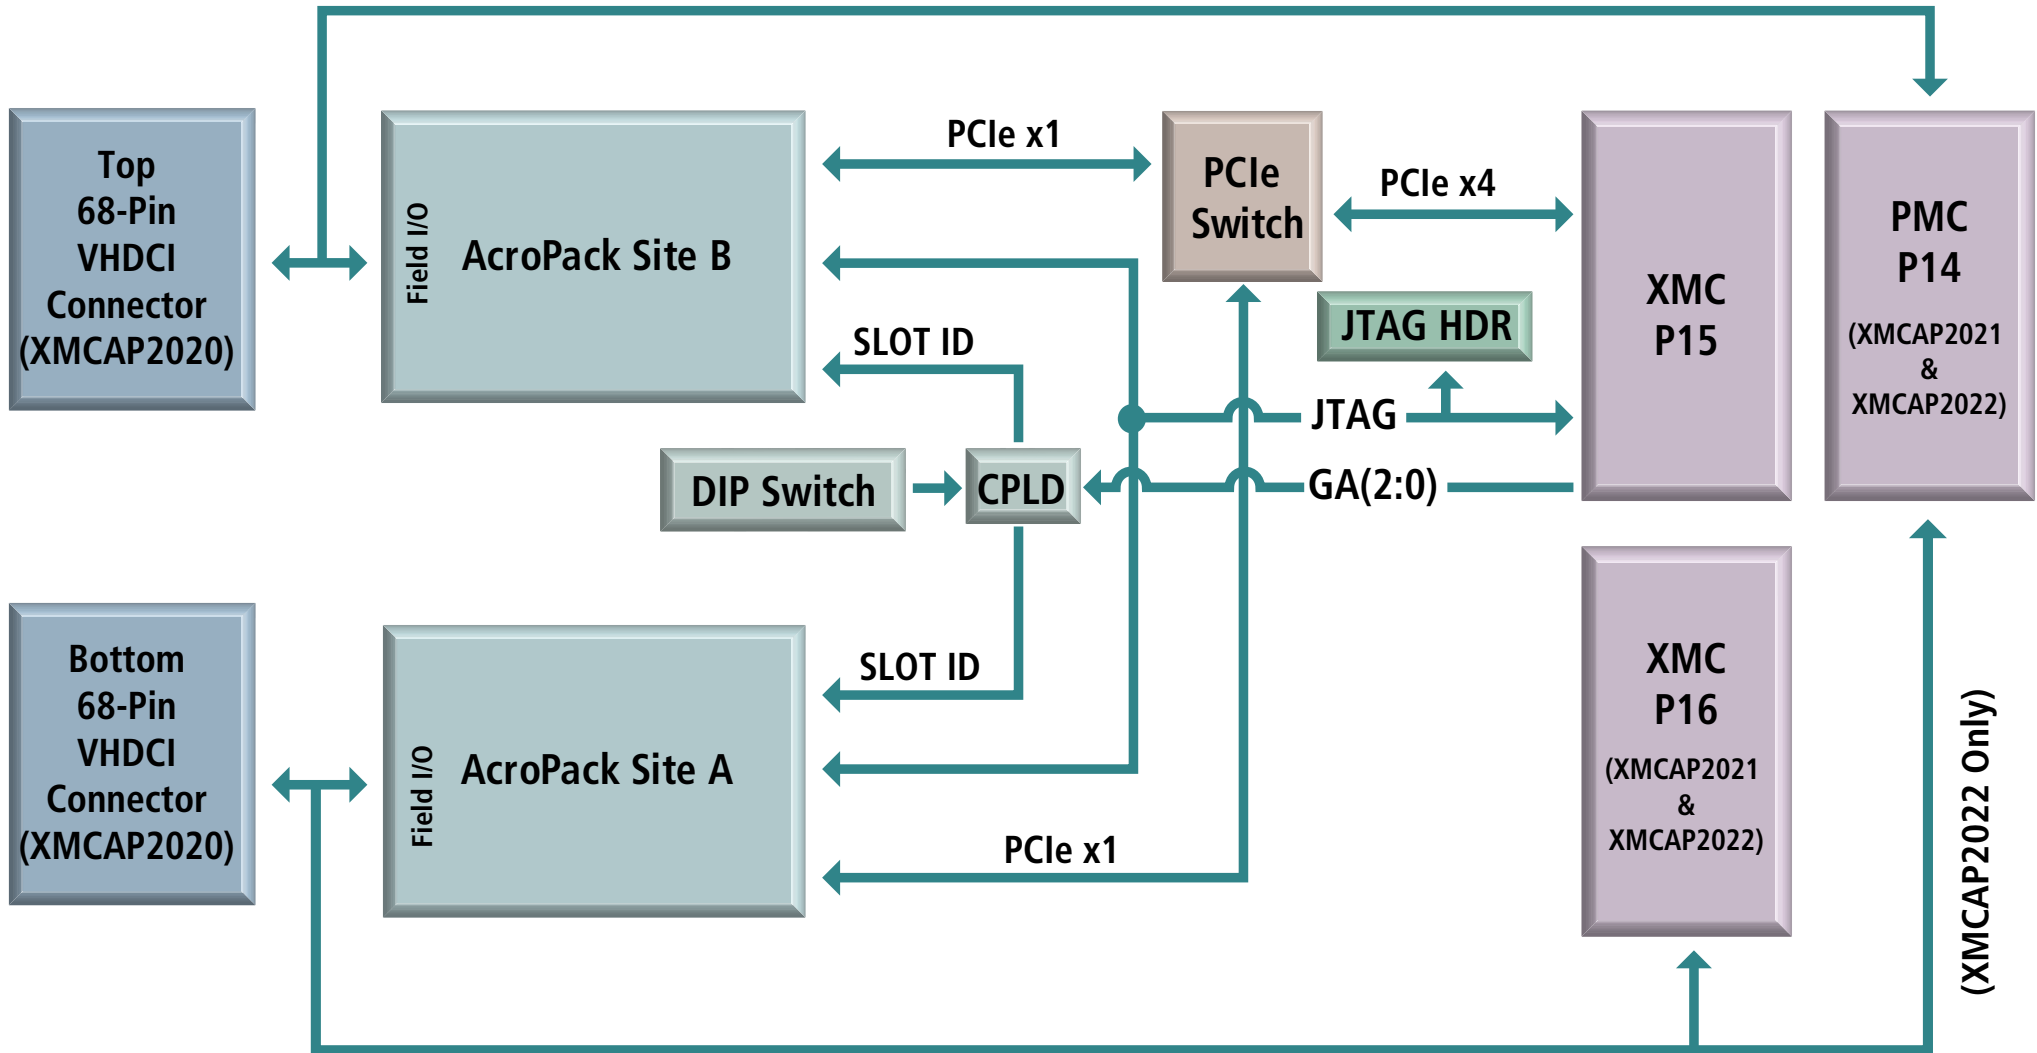 Top
68-Pin
VHDCI
Connector
(XMCAP2020)
Field I/O
AcroPack Site B
PCIe x1
PCIe
Switch
PCIe x4
XMC
P15
PMC
P14
(XMCAP2021
&
XMCAP2022)
JTAG HDR
SLOT ID
JTAG
DIP Switch
CPLD
GA(2:0)
Bottom
68-Pin
VHDCI
Connector
(XMCAP2020)
Field I/O
AcroPack Site A
SLOT ID
PCIe x1
XMC
P16
(XMCAP2021
&
XMCAP2022)
(XMCAP2022 Only)